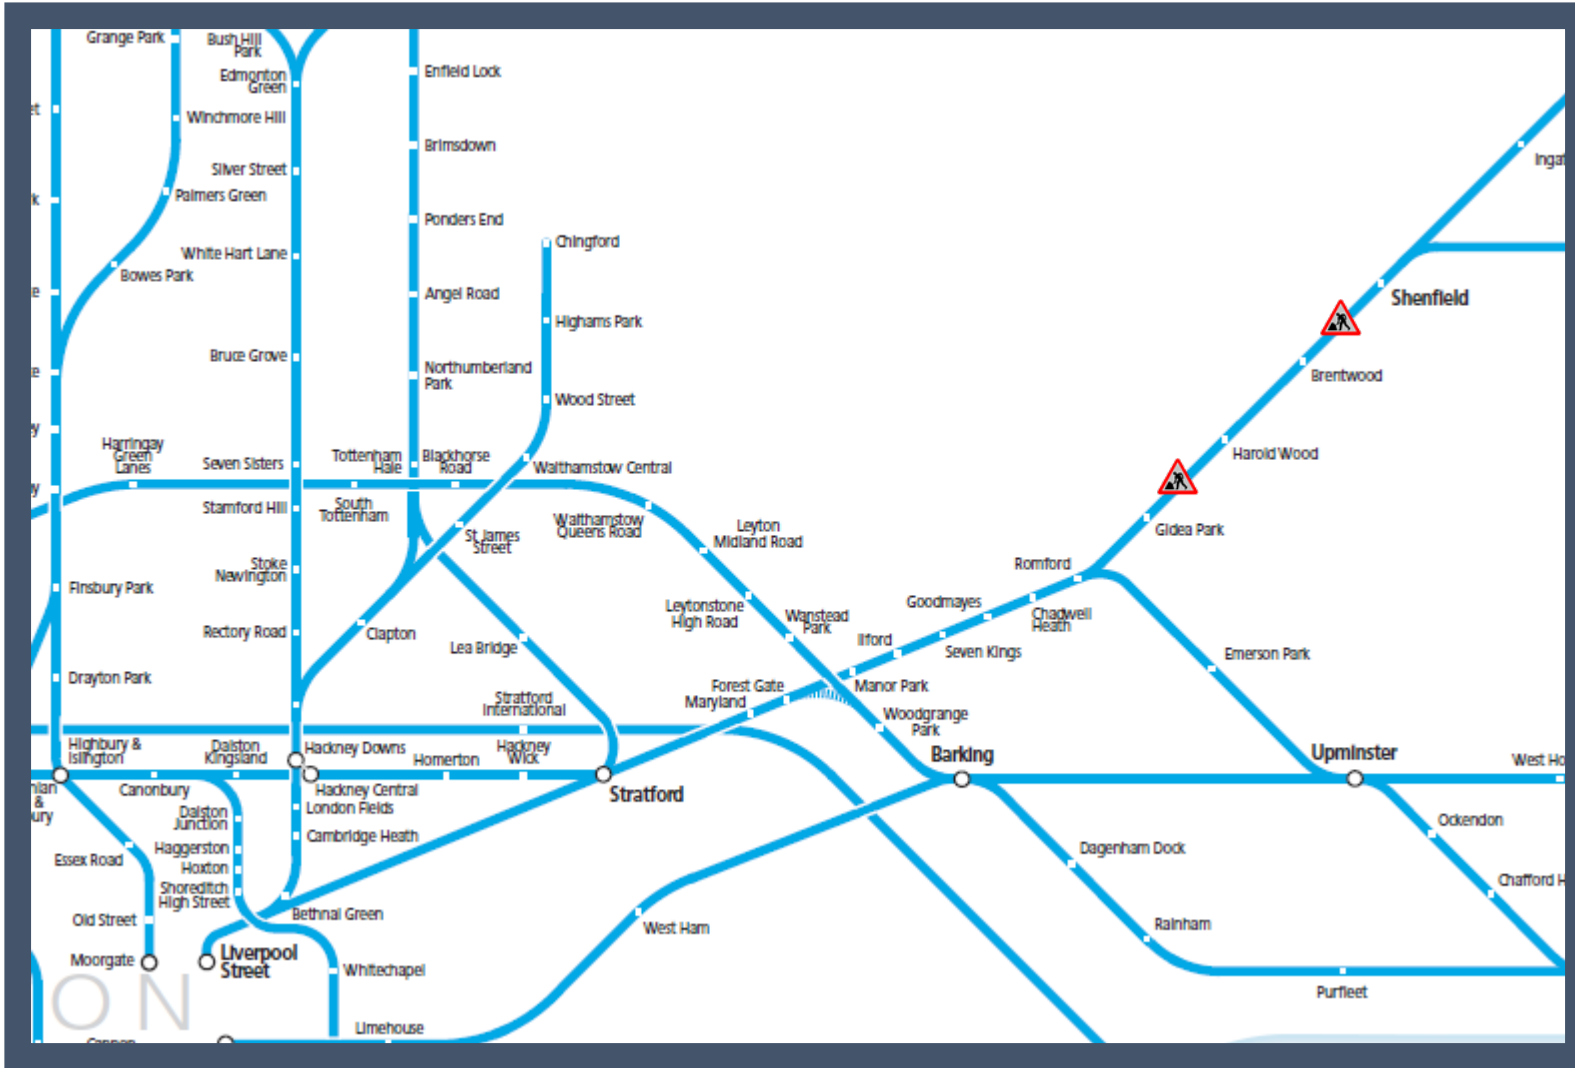 Grange Park
Bush Hill
Park
Edmonton
Green
Enfield Lock
Winchmore Hill
Brimsdown
Silver Street
Palmers Green
Ponders End
White Hart Lane
Chingford
Bowes Park
Angel Road
Highams Park
Shenfield
Bruce Grove
Northumberland
Park
Brentwood
Wood Street
Harringay
Green
Lanes
Seven Sisters
Tottenham
Hale
Blackhorse
Road
Walthamstow Central
Harold Wood
Stamford Hill
South
Tottenham
Walthamstow
Queens Road
Leyton
Midland Road
Gidea Park
St James
Street
Stoke
Newington
Romford
Finsbury Park
Goodmayes
Chadwell
Heath
Leytonstone
High Road
Wanstead
Park
Rectory Road
Clapton
Lea Bridge
Ilford
Seven Kings
Emerson Park
Drayton Park
Forest Gate
Manor Park
Maryland
Stratford
International
Woodgrange
Park
Highbury &
Islington
Dalston
Kingsland
Hackney Downs
Homerton
Hackney
Wick
Barking
Upminster
West Ho
Canonbury
Hackney Central
Stratford
London Fields
Dalston
Junction
Cambridge Heath
Ockendon
Essex Road
Haggerston
Hoxton
Dagenham Dock
Shoreditch
High Street
Chafford H
Old Street
Bethnal Green
West Ham
Rainham
Moorgate
Liverpool
Street
Whitechapel
Purfleet
O N
Limehouse